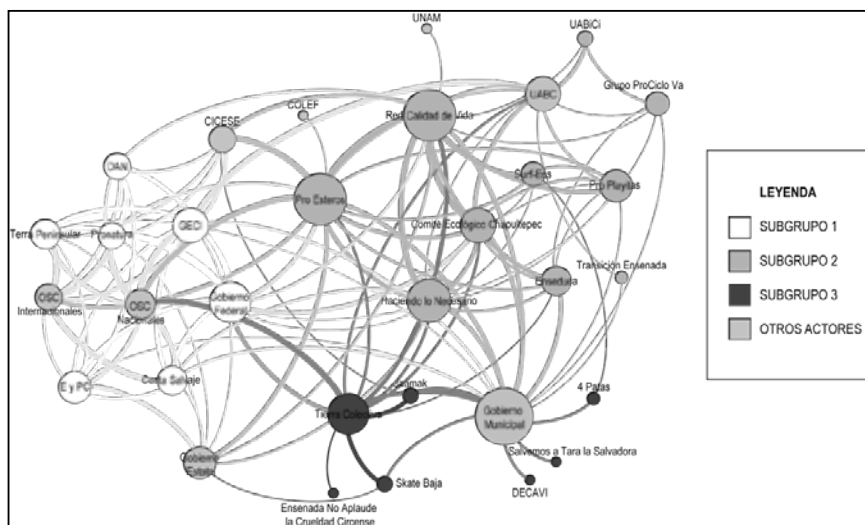 UNAM
UABiCi
UABC
Grupo ProCiclo Va
Red Calidad de Vida
COLEF
CICESE
Surf-Ens
Pro Playitas
Pro Esteros
Comité Ecológico Chapultepec
Terra Peninsular
Pronatura
GECI
Transición Ensenada
OSC
Internacionales
OSC
Nacionales
Gobierno
Federal
Haciendo lo Necesario
E y PC
Costa Salvaje
Tierra Colectiva
Gobierno
Municipal
4 Patas
Gobierno
Estatal
Salvemos a Tara la Salvadora
Skate Baja
DECAVI
Ensenada No Aplaude
la Crueldad Circense
LEYENDA
SUBGRUPO 1
SUBGRUPO 2
SUBGRUPO 3
OTROS ACTORES